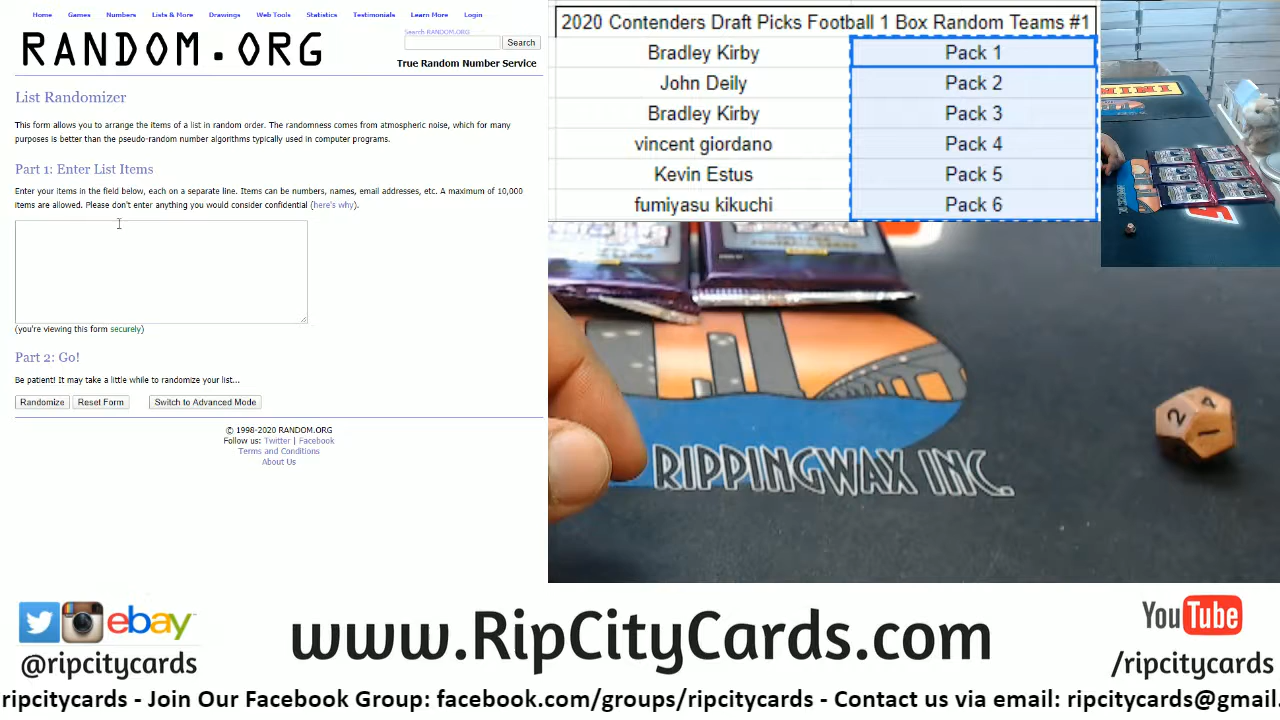 Home Games Numbers Lists & More Drawings Web Tools Statistics Testimonials Learn More Login
RANDOM.ORG
Search RANDOM.ORG
Search
True Random Number Service
List Randomizer
This form allows you to arrange the items of a list in random order. The randomness comes from atmospheric noise, which for many
purposes is better than the pseudo-random number algorithms typically used in computer programs.
Part 1: Enter List Items
Enter your items in the field below, each on a separate line. Items can be numbers, names, email addresses, etc. A maximum of 10,000
items are allowed. Please don't enter anything you would consider confidential (here's why).
(you're viewing this form securely)
Part 2: Go!
Be patient! It may take a little while to randomize your list...
Randomize Reset Form Switch to Advanced Mode
© 1998-2020 RANDOM.ORG
Follow us: Twitter | Facebook
Terms and Conditions
About Us
2020 Contenders Draft Picks Football 1 Box Random Teams #1
Bradley Kirby Pack 1
John Deily Pack 2
Bradley Kirby Pack 3
vincent giordano Pack 4
Kevin Estus Pack 5
fumiyasu kikuchi Pack 6
RIPPINGWAX INC.
2
1
ebay
@ripcitycards
www.RipCityCards.com
YouTube
/ripcitycards
ripcitycards - Join Our Facebook Group: facebook.com/groups/ripcitycards - Contact us via email: ripcitycards@gmail.